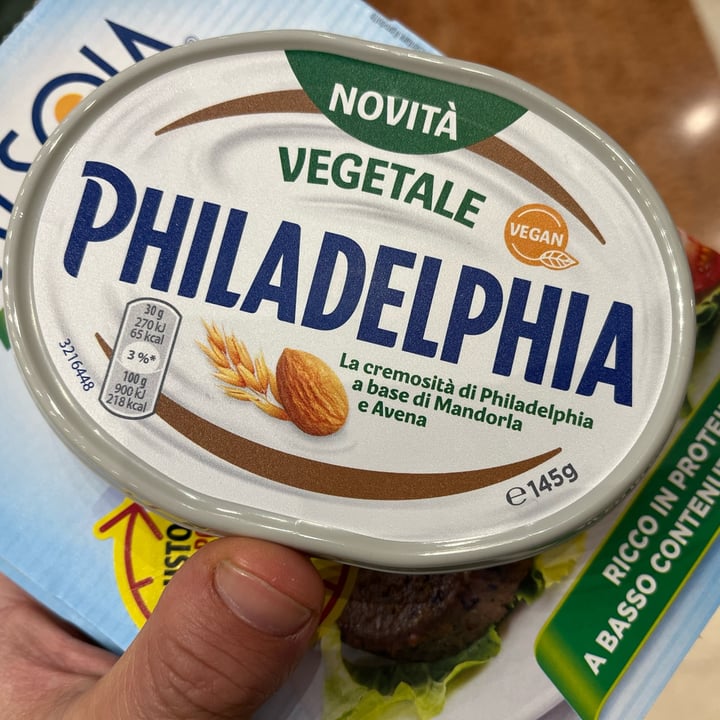 NOVITÀ
VEGETALE
VEGAN
PHILADELPHIA
30 g
270 kJ
65 kcal
3 %*
100 g
900 kJ
218 kcal
3216448
La cremosità di Philadelphia
a base di Mandorla
e Avena
℮145g
RICCO IN PROTE
A BASSO CONTENU